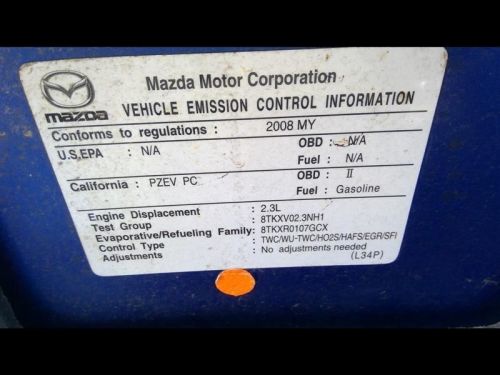 mazda
Mazda Motor Corporation
VEHICLE EMISSION CONTROL INFORMATION
Conforms to regulations : 2008 MY
U.S,EPA : N/A OBD : N/A
Fuel : N/A
California : PZEV PC OBD : II
Fuel : Gasoline
Engine Displacement : 2.3L
Test Group : 8TKXV02.3NH1
Evaporative/Refueling Family: 8TKXR0107GCX
Control Type : TWC/WU-TWC/HO2S/HAFS/EGR/SFI
Adjustments : No adjustments needed
(L34P)